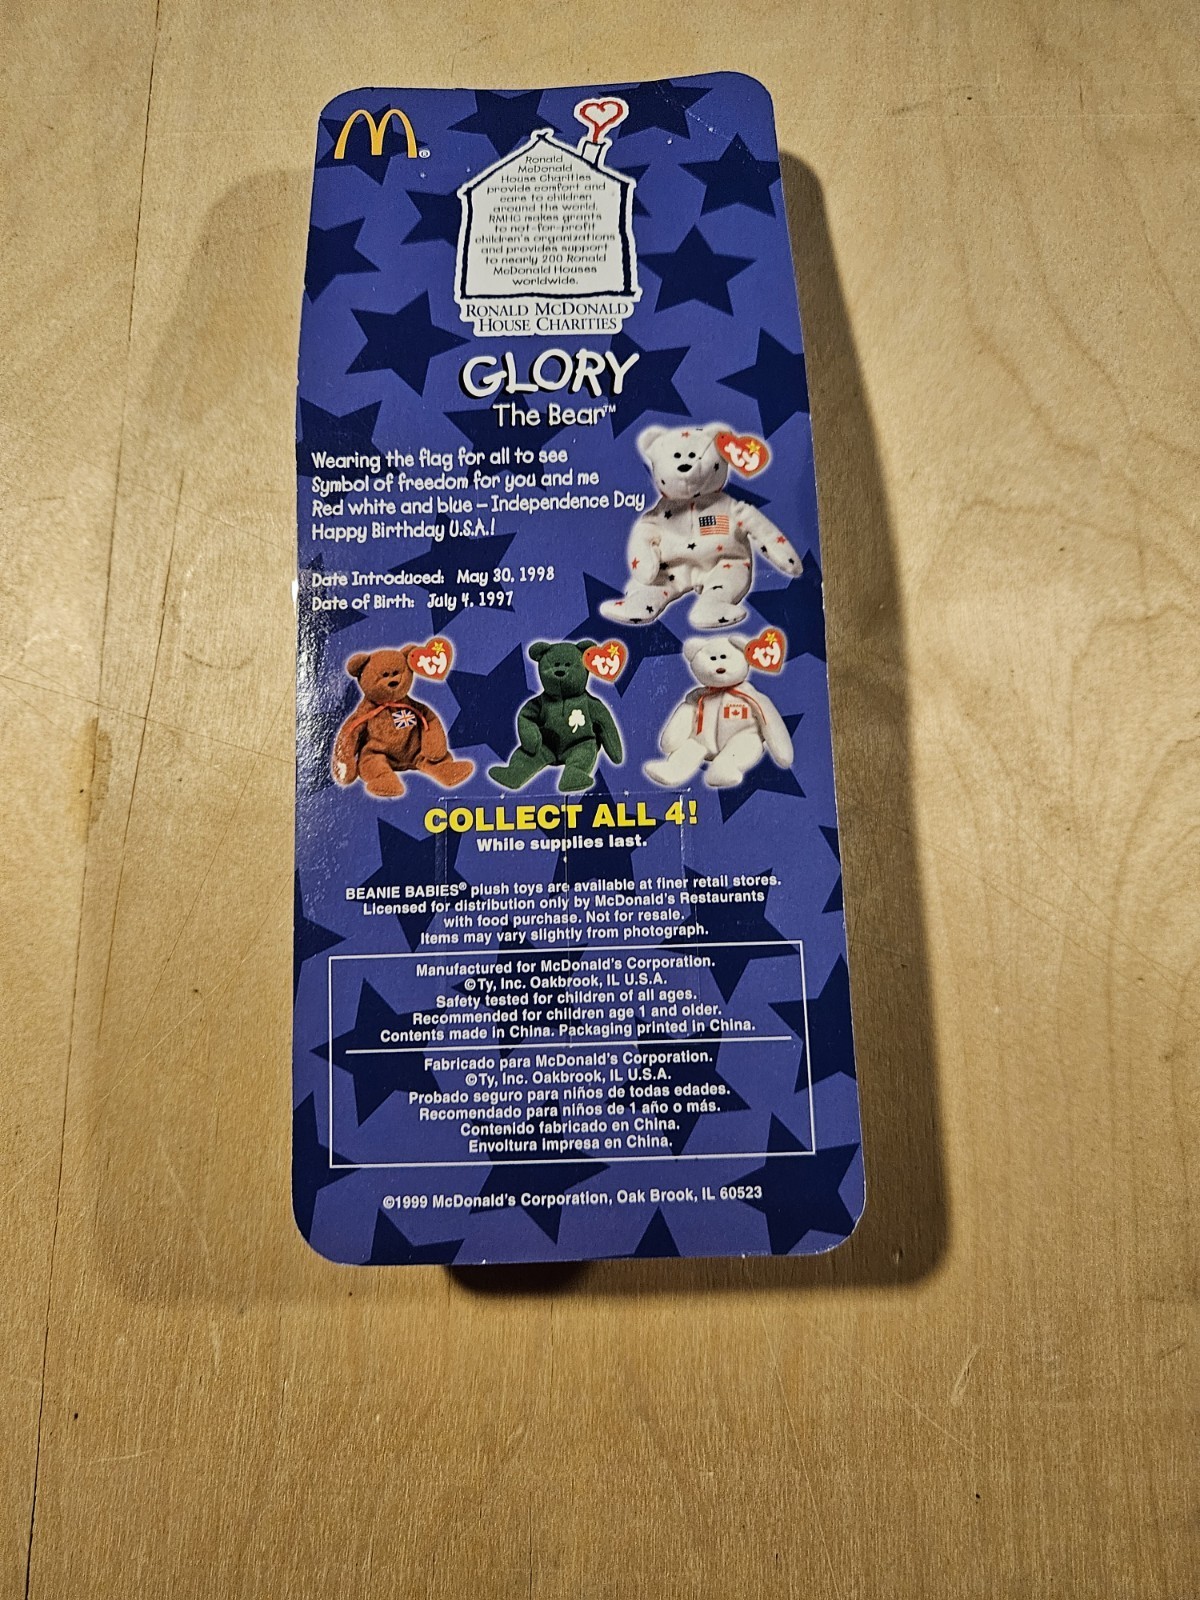 M®
Ronald
McDonald
House Charities
provide comfort and
care to children
around the world.
RMHC makes grants
to not-for-profit
children's organizations
and provides support
to nearly 200 Ronald
McDonald Houses
worldwide.
RONALD MCDONALD
HOUSE CHARITIES
GLORY
The Bear™
Wearing the flag for all to see
Symbol of freedom for you and me
Red white and blue – Independence Day
Happy Birthday U.S.A.!
Date Introduced: May 30, 1998
Date of Birth: July 4, 1997
ty
ty
ty
ty
COLLECT ALL 4!
While supplies last.
BEANIE BABIES® plush toys are available at finer retail stores.
Licensed for distribution only by McDonald's Restaurants
with food purchase. Not for resale.
Items may vary slightly from photograph.
Manufactured for McDonald's Corporation.
©Ty, Inc. Oakbrook, IL U.S.A.
Safety tested for children of all ages.
Recommended for children age 1 and older.
Contents made in China. Packaging printed in China.
Fabricado para McDonald's Corporation.
©Ty, Inc. Oakbrook, IL U.S.A.
Probado seguro para niños de todas edades.
Recomendado para niños de 1 año o más.
Contenido fabricado en China.
Envoltura impresa en China.
©1999 McDonald's Corporation, Oak Brook, IL 60523